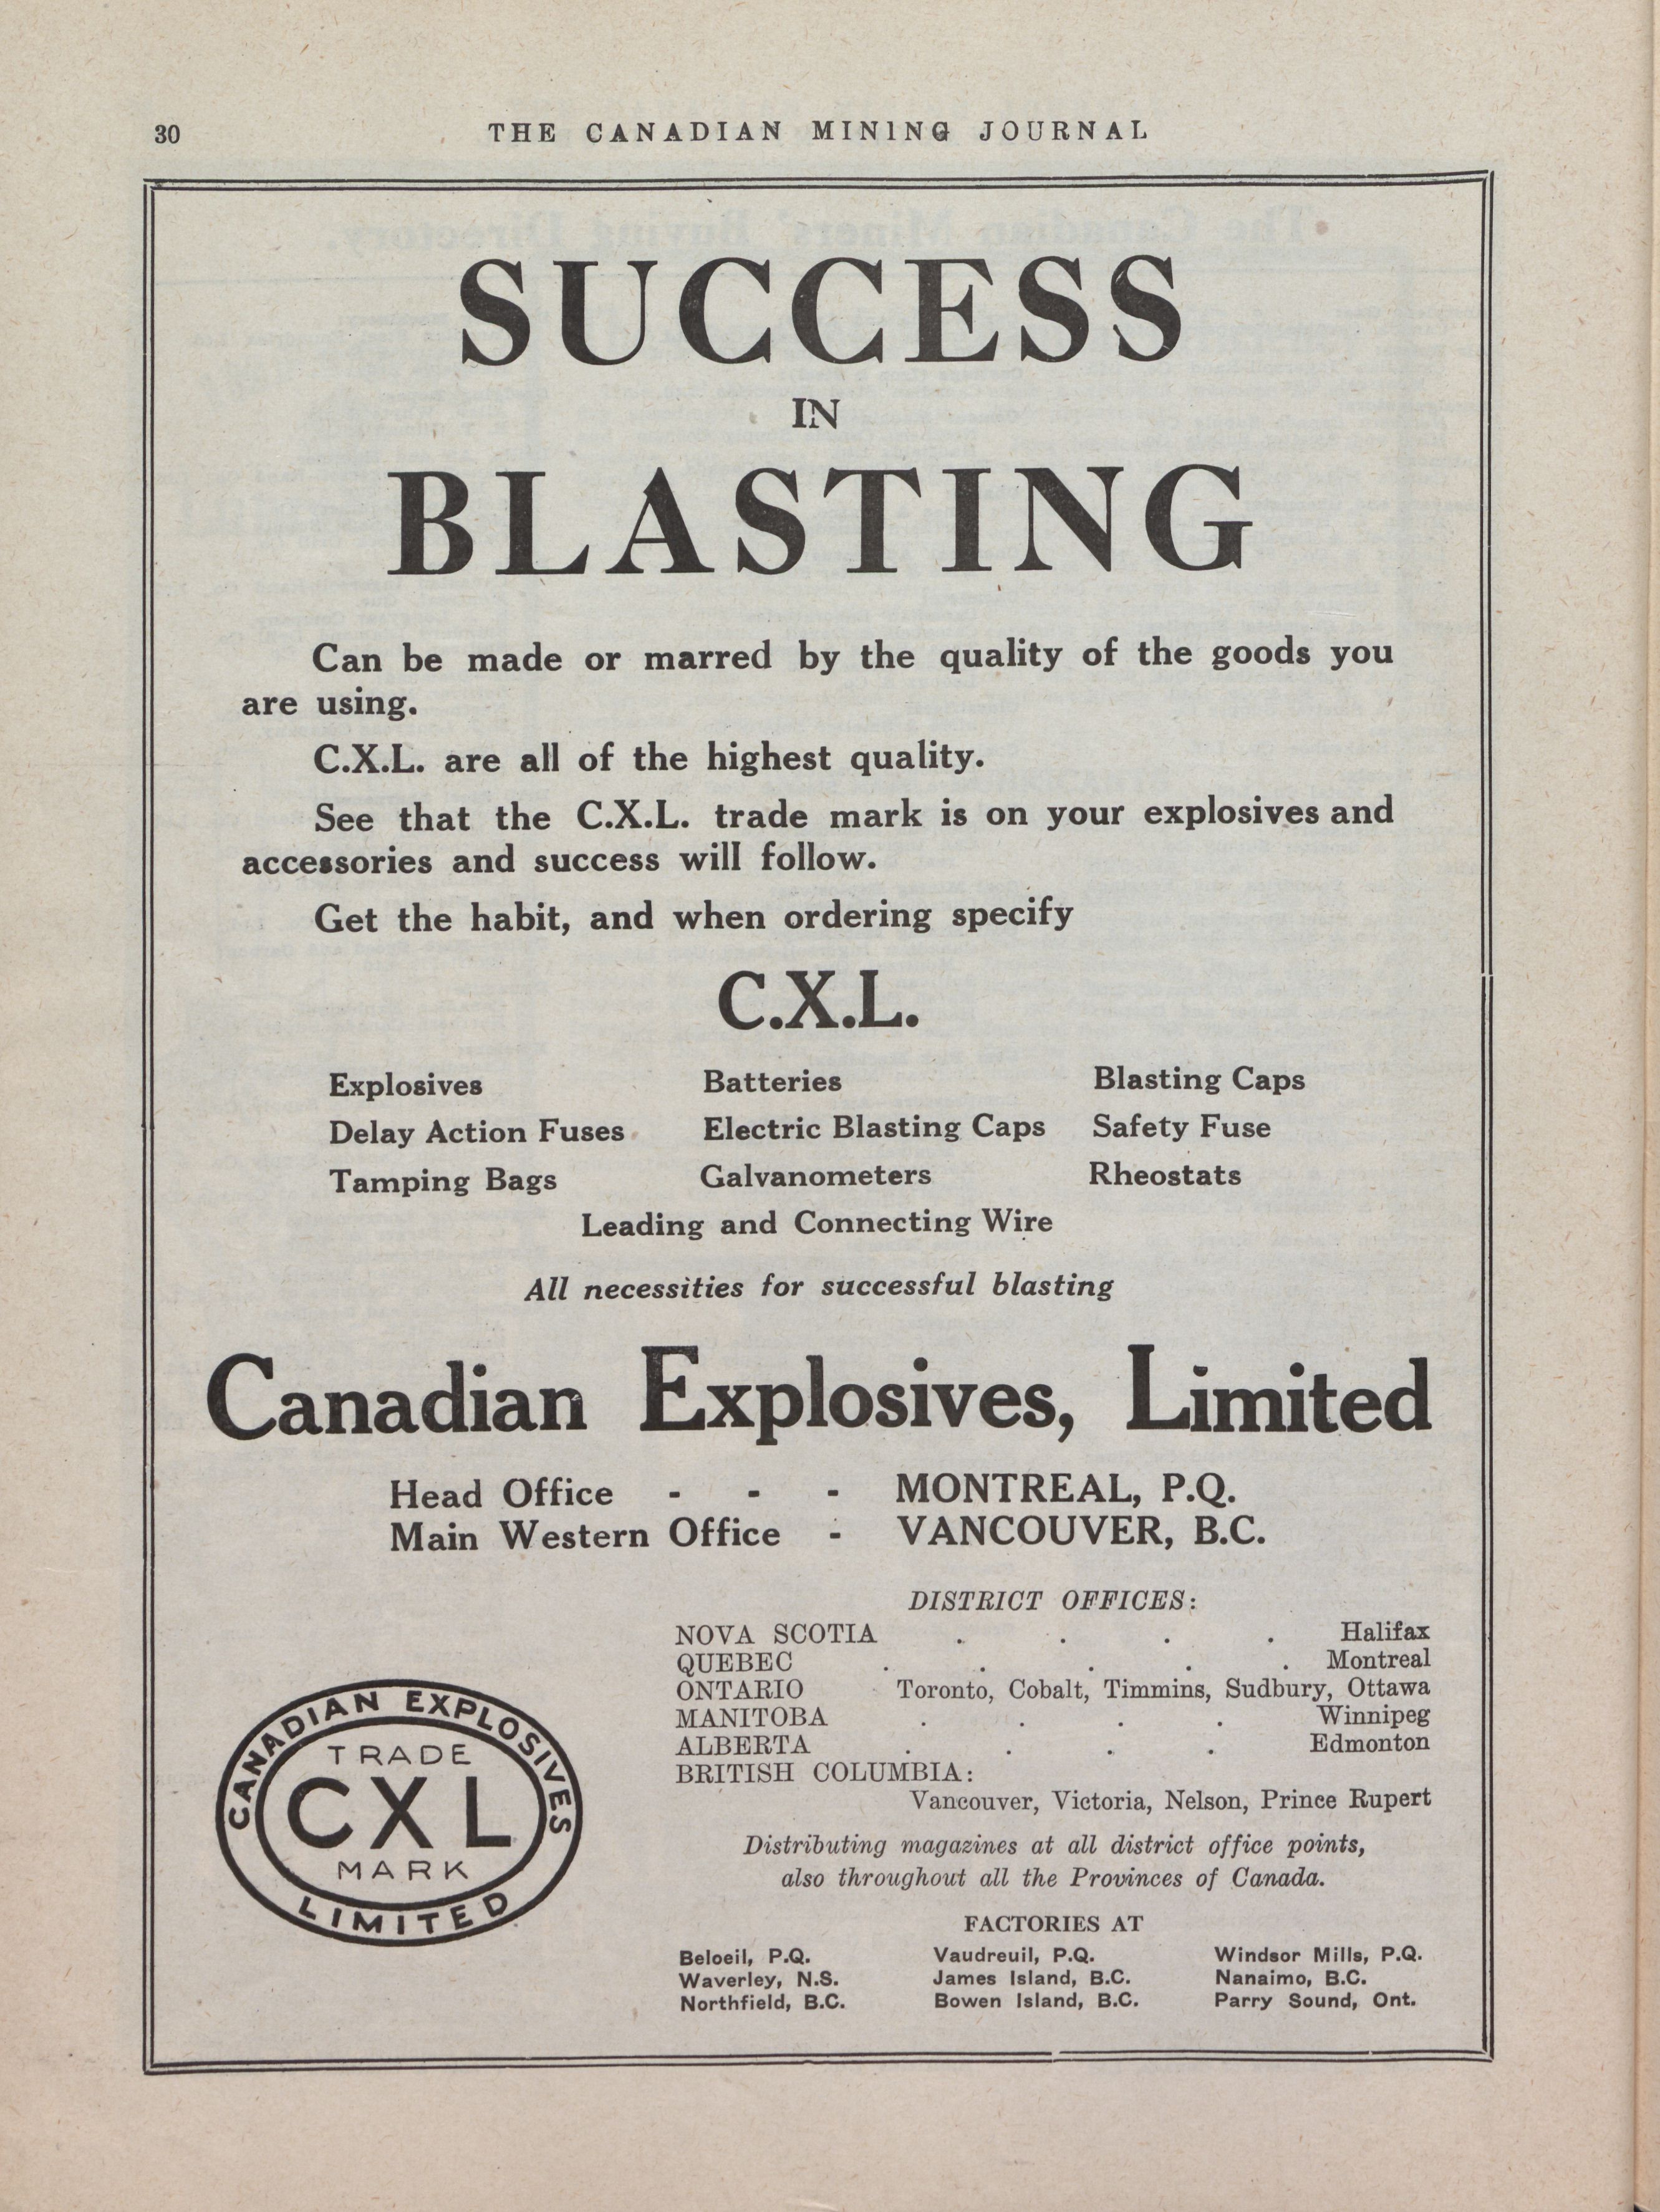 30
THE CANADIAN MINING JOURNAL
SUCCESS
IN
BLASTING
Can be made or marred by the quality of the goods you
are using.
C.X.L. are all of the highest quality.
See that the C.X.L. trade mark is on your explosives and
accessories and success will follow.
Get the habit, and when ordering specify
C.X.L.
Explosives Batteries Blasting Caps
Delay Action Fuses Electric Blasting Caps Safety Fuse
Tamping Bags Galvanometers Rheostats
Leading and Connecting Wire
All necessities for successful blasting
Canadian Explosives, Limited
Head Office - - - MONTREAL, P.Q.
Main Western Office - VANCOUVER, B.C.
DISTRICT OFFICES:
NOVA SCOTIA . . . . Halifax
QUEBEC . . . . . Montreal
ONTARIO Toronto, Cobalt, Timmins, Sudbury, Ottawa
MANITOBA . . . . Winnipeg
ALBERTA . . . . Edmonton
BRITISH COLUMBIA:
Vancouver, Victoria, Nelson, Prince Rupert
Distributing magazines at all district office points,
also throughout all the Provinces of Canada.
FACTORIES AT
Beloeil, P.Q. Vaudreuil, P.Q. Windsor Mills, P.Q.
Waverley, N.S. James Island, B.C. Nanaimo, B.C.
Northfield, B.C. Bowen Island, B.C. Parry Sound, Ont.
CANADIAN EXPLOSIVES
TRADE
CXL
MARK
LIMITED